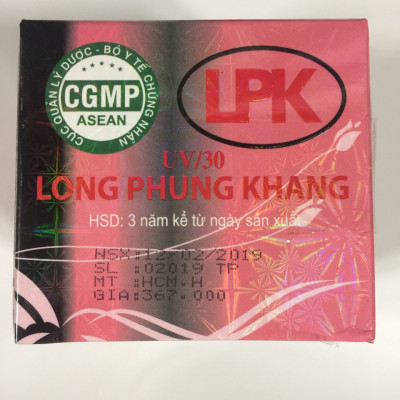 CỤC QUẢN LÝ DƯỢC - BỘ Y TẾ CHỨNG NHẬN
CGMP
ASEAN
LPK
UV/30
LONG PHUNG KHANG
HSD: 3 năm kể từ ngày sản xuất
NSX:12/02/2019
SL :02019 TP
MT :HCM.H
GIA:367.000